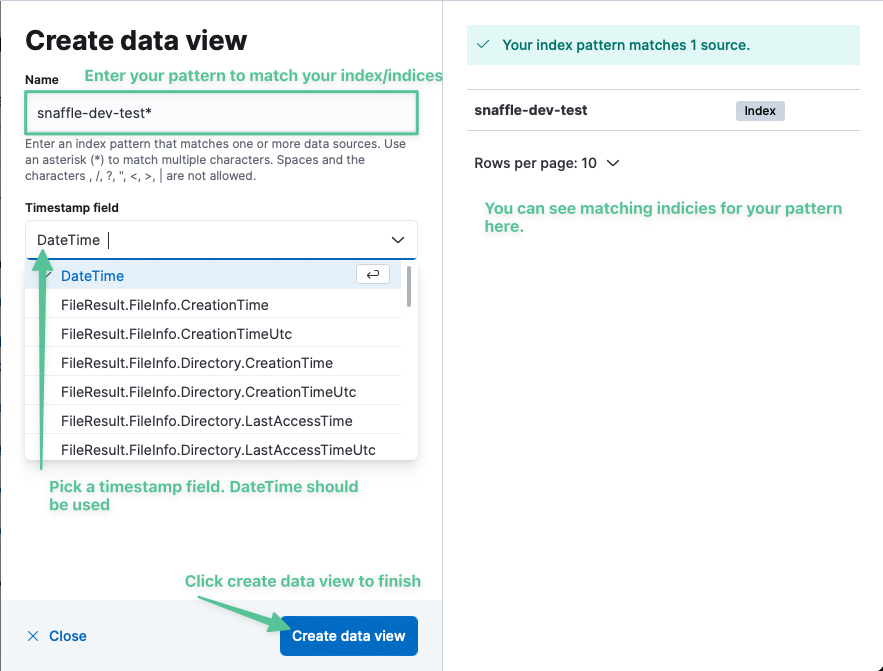 Create data view
Name
Enter your pattern to match your index/indices
snaffle-dev-test*
Enter an index pattern that matches one or more data sources. Use
an asterisk (*) to match multiple characters. Spaces and the
characters , /, ?, ", <, >, | are not allowed.
Timestamp field
DateTime
DateTime
FileResult.FileInfo.CreationTime
FileResult.FileInfo.CreationTimeUtc
FileResult.FileInfo.Directory.CreationTime
FileResult.FileInfo.Directory.CreationTimeUtc
FileResult.FileInfo.Directory.LastAccessTime
FileResult.FileInfo.Directory.LastAccessTimeUtc
Pick a timestamp field. DateTime should
be used
Click create data view to finish
Close
Create data view
Your index pattern matches 1 source.
snaffle-dev-test
Index
Rows per page: 10
You can see matching indicies for your pattern
here.